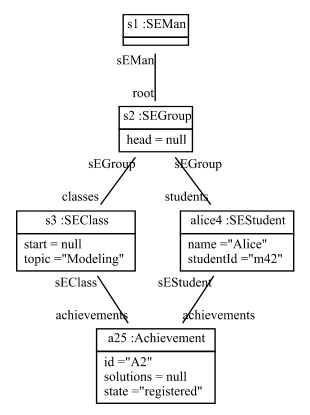 s1 :SEMan
sEMan
root
s2 :SEGroup
head = null
sEGroup sEGroup
classes students
s3 :SEClass alice4 :SEStudent
start = null name ="Alice"
topic ="Modeling" studentId ="m42"
sEClass sEStudent
achievements achievements
a25 :Achievement
id ="A2"
solutions = null
state ="registered"